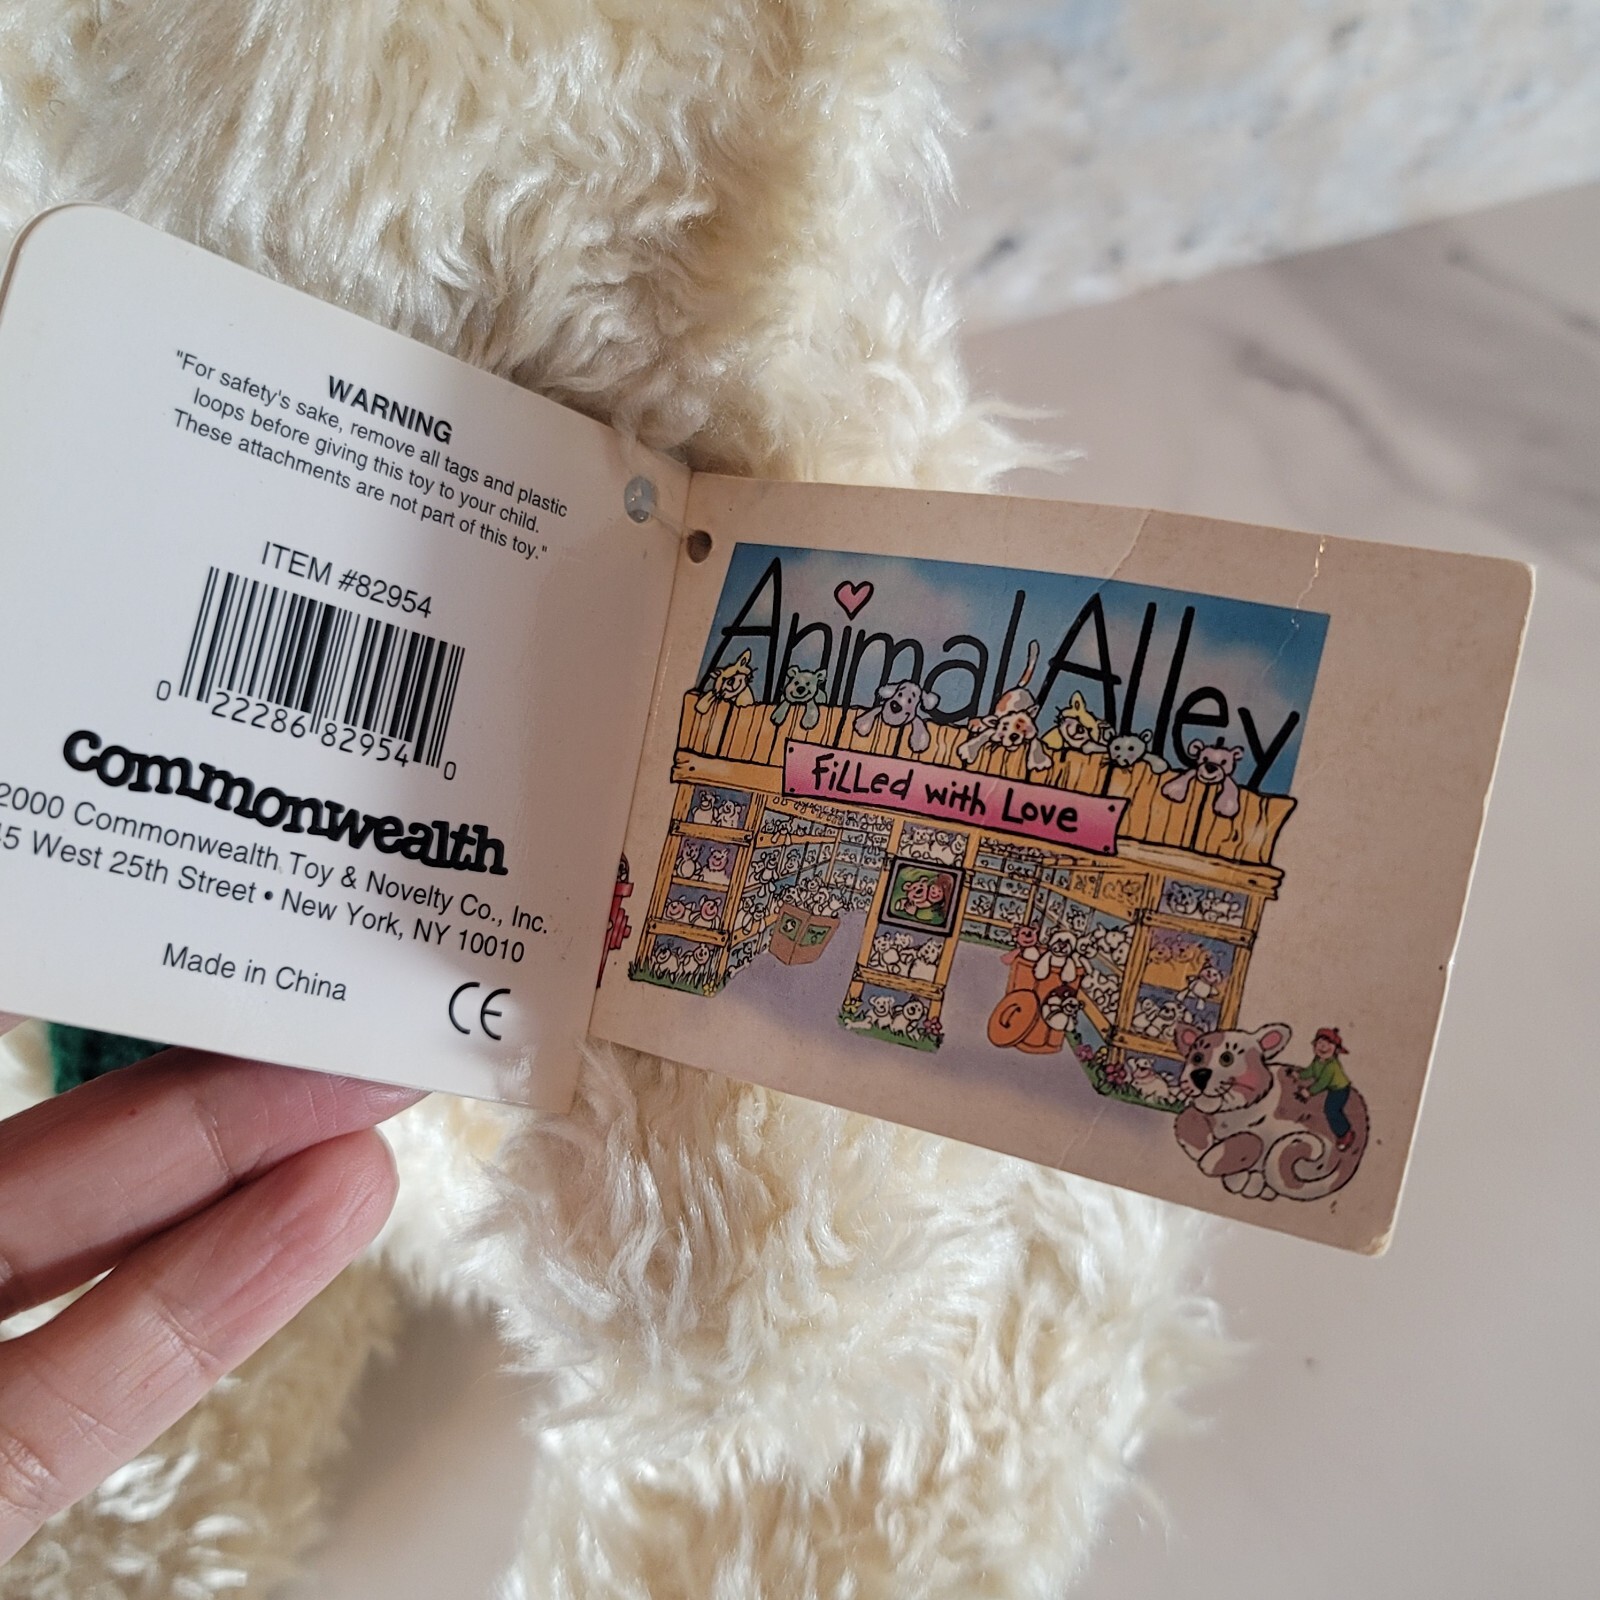 WARNING
"For safety's sake, remove all tags and plastic
loops before giving this toy to your child.
These attachments are not part of this toy."
ITEM #82954
0 22286 82954 0
commonwealth
2000 Commonwealth Toy & Novelty Co., Inc.
5 West 25th Street • New York, NY 10010
Made in China
CE
Animal Alley
Filled with Love